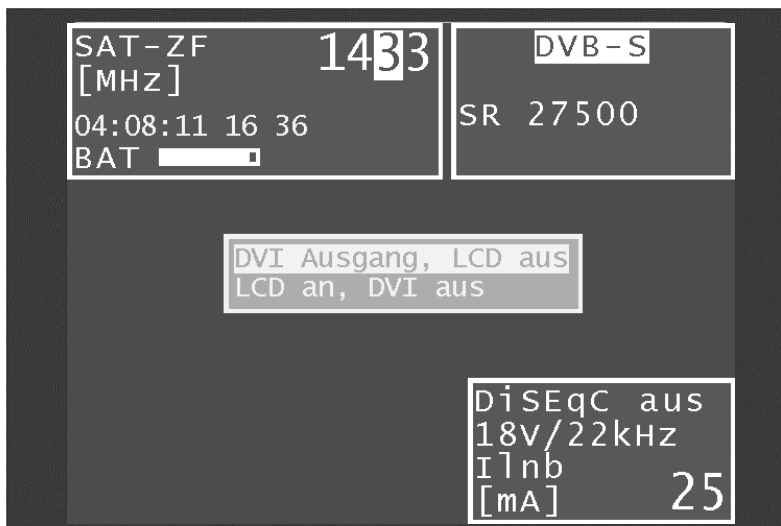 SAT-ZF 1433
[MHz]
04:08:11 16 36
BAT
DVB-S
SR 27500
DVI Ausgang, LCD aus
LCD an, DVI aus
DiSEqC aus
18V/22kHz
Ilnb
[mA] 25